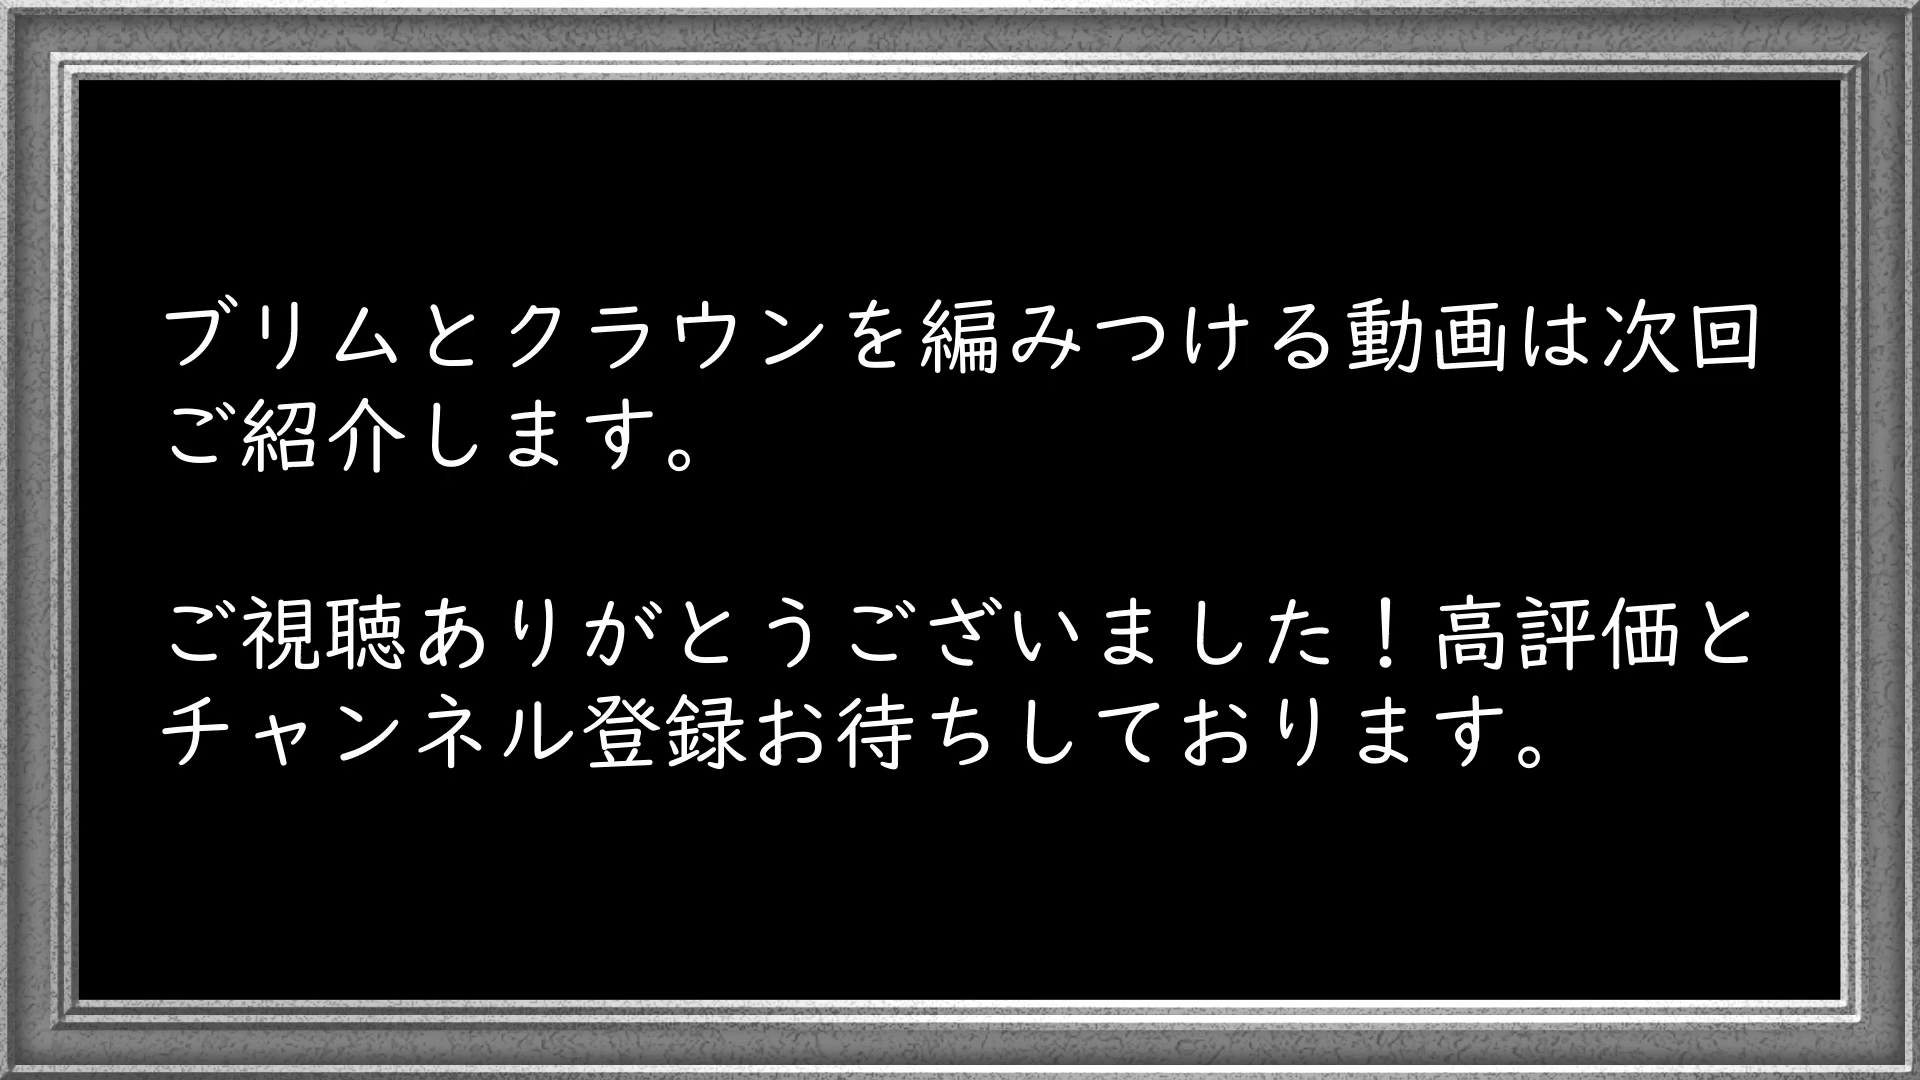 ブリムとクラウンを編みつける動画は次回
ご紹介します。
ご視聴ありがとうございました！高評価と
チャンネル登録お待ちしております。